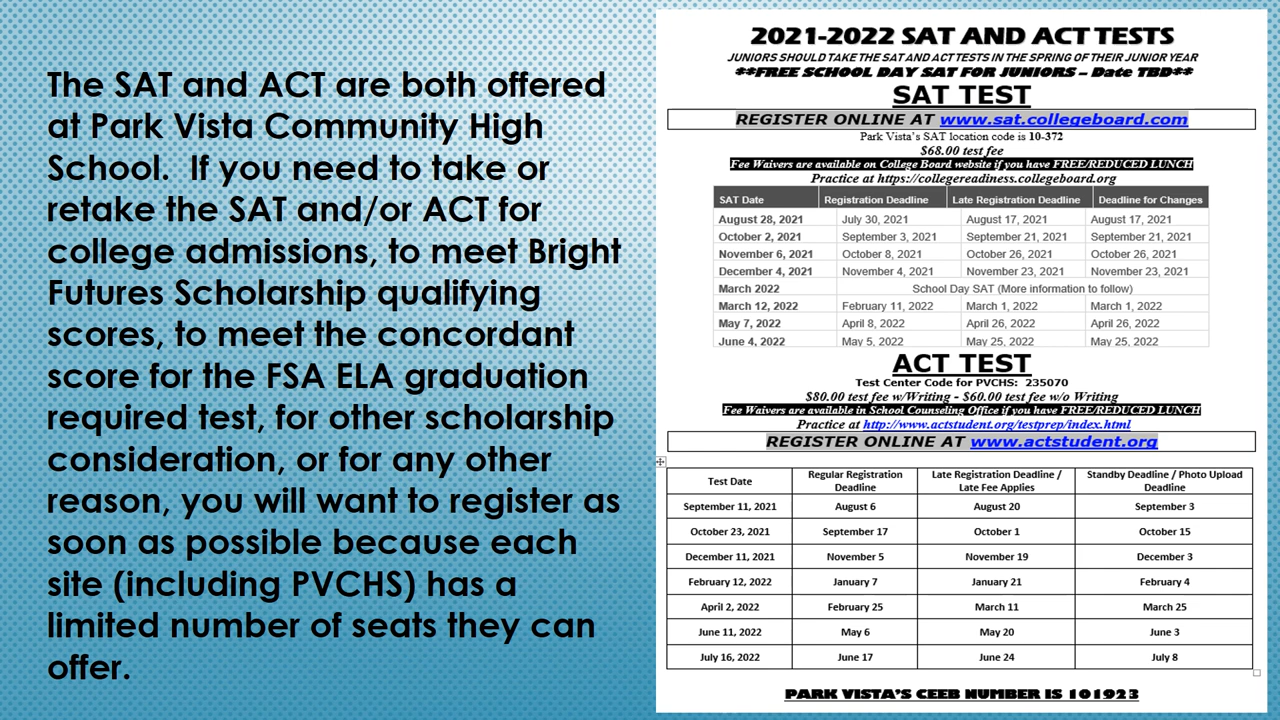 The SAT and ACT are both offered
at Park Vista Community High
School.  If you need to take or
retake the SAT and/or ACT for
college admissions, to meet Bright
Futures Scholarship qualifying
scores, to meet the concordant
score for the FSA ELA graduation
required test, for other scholarship
consideration, or for any other
reason, you will want to register as
soon as possible because each
site (including PVCHS) has a
limited number of seats they can
offer.
2021-2022 SAT AND ACT TESTS
JUNIORS SHOULD TAKE THE SAT AND ACT TESTS IN THE SPRING OF THEIR JUNIOR YEAR
**FREE SCHOOL DAY SAT FOR JUNIORS – Date TBD**
SAT TEST
REGISTER ONLINE AT www.sat.collegeboard.com
Park Vista's SAT location code is 10-372
$68.00 test fee
Fee Waivers are available on College Board website if you have FREE/REDUCED LUNCH
Practice at https://collegereadiness.collegeboard.org
SAT Date Registration Deadline Late Registration Deadline Deadline for Changes
August 28, 2021 July 30, 2021 August 17, 2021 August 17, 2021
October 2, 2021 September 3, 2021 September 21, 2021 September 21, 2021
November 6, 2021 October 8, 2021 October 26, 2021 October 26, 2021
December 4, 2021 November 4, 2021 November 23, 2021 November 23, 2021
March 2022 School Day SAT (More information to follow)
March 12, 2022 February 11, 2022 March 1, 2022 March 1, 2022
May 7, 2022 April 8, 2022 April 26, 2022 April 26, 2022
June 4, 2022 May 5, 2022 May 25, 2022 May 25, 2022
ACT TEST
Test Center Code for PVCHS: 235070
$80.00 test fee w/Writing - $60.00 test fee w/o Writing
Fee Waivers are available in School Counseling Office if you have FREE/REDUCED LUNCH
Practice at http://www.actstudent.org/testprep/index.html
REGISTER ONLINE AT www.actstudent.org
Test Date Regular Registration Deadline Late Registration Deadline / Late Fee Applies Standby Deadline / Photo Upload Deadline
September 11, 2021 August 6 August 20 September 3
October 23, 2021 September 17 October 1 October 15
December 11, 2021 November 5 November 19 December 3
February 12, 2022 January 7 January 21 February 4
April 2, 2022 February 25 March 11 March 25
June 11, 2022 May 6 May 20 June 3
July 16, 2022 June 17 June 24 July 8
PARK VISTA'S CEEB NUMBER IS 101923